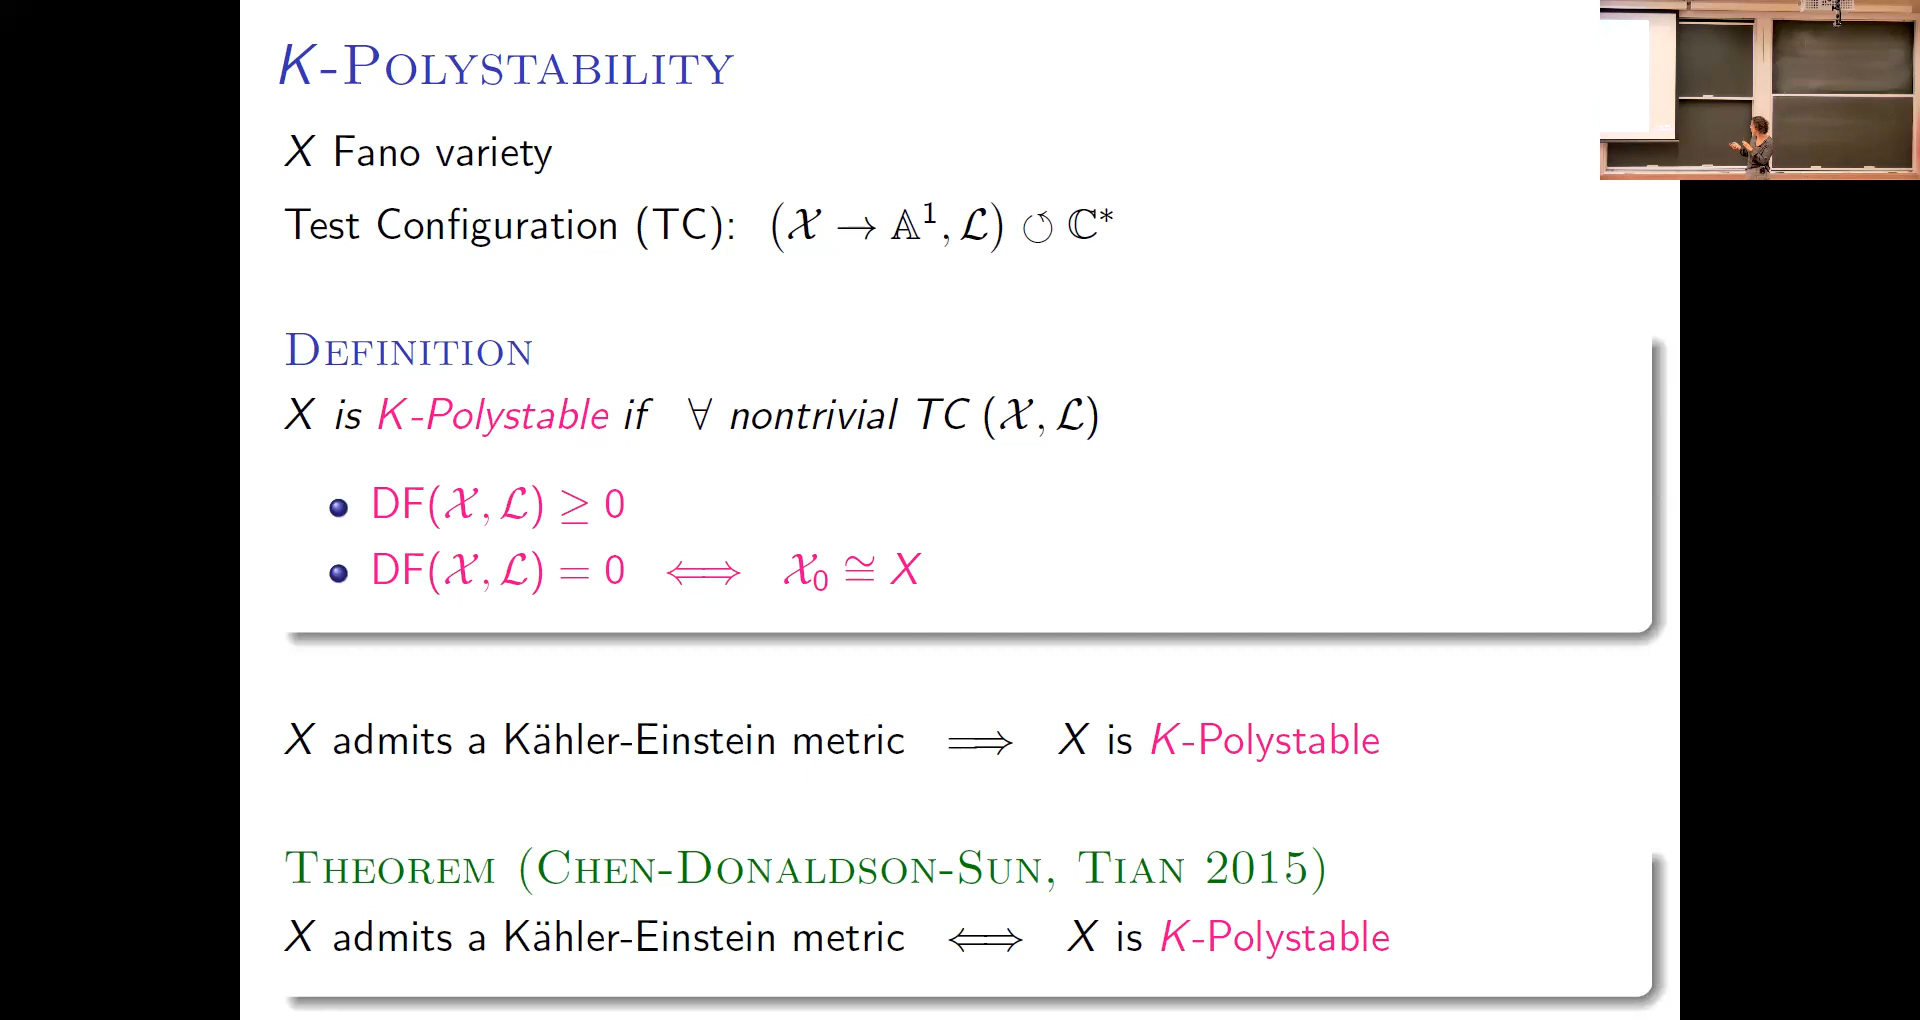 K-Polystability
X Fano variety
Test Configuration (TC): (𝒳 → 𝔸¹, ℒ) ↺ ℂ*
Definition
X is K-Polystable if ∀ nontrivial TC (𝒳, ℒ)
DF(𝒳, ℒ) ≥ 0
DF(𝒳, ℒ) = 0 ⟺ 𝒳₀ ≅ X
X admits a Kähler-Einstein metric ⟹ X is K-Polystable
Theorem (Chen-Donaldson-Sun, Tian 2015)
X admits a Kähler-Einstein metric ⟺ X is K-Polystable